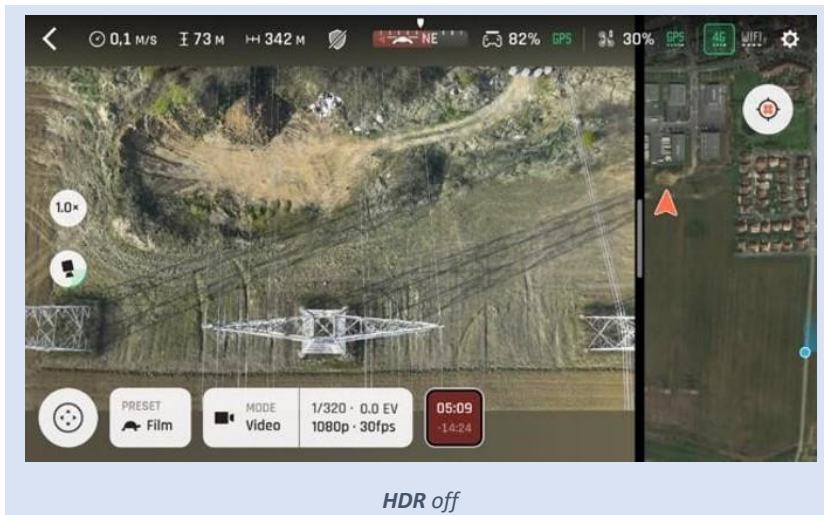 0,1 M/S 73 M 342 M NE 82% GPS 30% GPS 4G WIFI
1.0×
PRESET
Film
MODE
Video
1/320 · 0.0 EV
1080p · 30fps
05:09
-14:24
HDR off